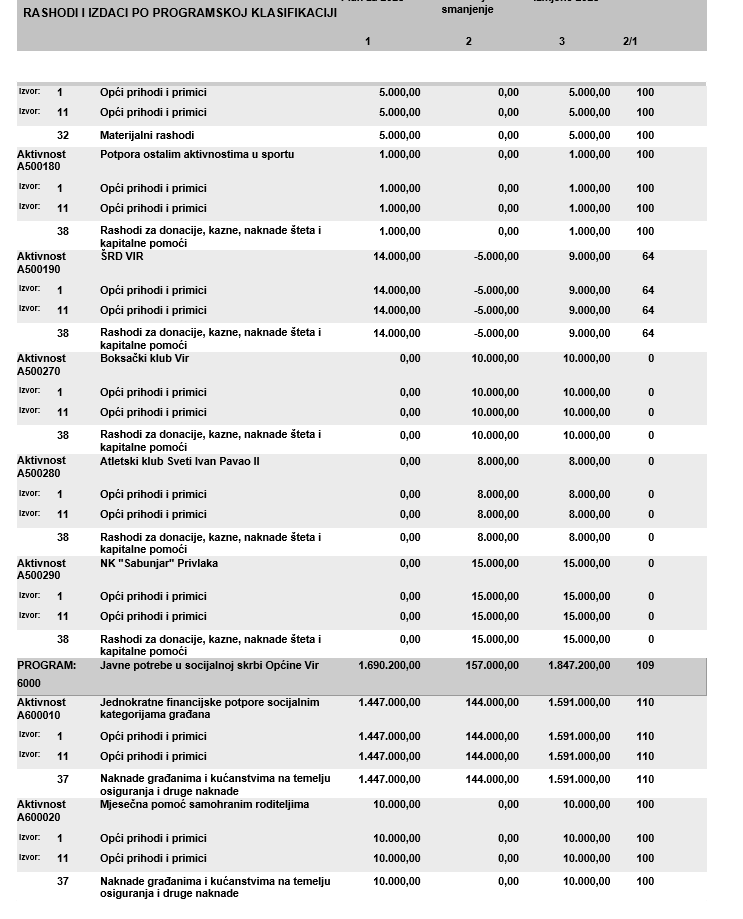 RASHODI I IZDACI PO PROGRAMSKOJ KLASIFIKACIJI
smanjenje
1 2 3 2/1
Izvor: 1 Opći prihodi i primici 5.000,00 0,00 5.000,00 100
Izvor: 11 Opći prihodi i primici 5.000,00 0,00 5.000,00 100
32 Materijalni rashodi 5.000,00 0,00 5.000,00 100
Aktivnost Potpora ostalim aktivnostima u sportu 1.000,00 0,00 1.000,00 100
A500180
Izvor: 1 Opći prihodi i primici 1.000,00 0,00 1.000,00 100
Izvor: 11 Opći prihodi i primici 1.000,00 0,00 1.000,00 100
38 Rashodi za donacije, kazne, naknade šteta i 1.000,00 0,00 1.000,00 100
kapitalne pomoći
Aktivnost ŠRD VIR 14.000,00 -5.000,00 9.000,00 64
A500190
Izvor: 1 Opći prihodi i primici 14.000,00 -5.000,00 9.000,00 64
Izvor: 11 Opći prihodi i primici 14.000,00 -5.000,00 9.000,00 64
38 Rashodi za donacije, kazne, naknade šteta i 14.000,00 -5.000,00 9.000,00 64
kapitalne pomoći
Aktivnost Boksački klub Vir 0,00 10.000,00 10.000,00 0
A500270
Izvor: 1 Opći prihodi i primici 0,00 10.000,00 10.000,00 0
Izvor: 11 Opći prihodi i primici 0,00 10.000,00 10.000,00 0
38 Rashodi za donacije, kazne, naknade šteta i 0,00 10.000,00 10.000,00 0
kapitalne pomoći
Aktivnost Atletski klub Sveti Ivan Pavao II 0,00 8.000,00 8.000,00 0
A500280
Izvor: 1 Opći prihodi i primici 0,00 8.000,00 8.000,00 0
Izvor: 11 Opći prihodi i primici 0,00 8.000,00 8.000,00 0
38 Rashodi za donacije, kazne, naknade šteta i 0,00 8.000,00 8.000,00 0
kapitalne pomoći
Aktivnost NK "Sabunjar" Privlaka 0,00 15.000,00 15.000,00 0
A500290
Izvor: 1 Opći prihodi i primici 0,00 15.000,00 15.000,00 0
Izvor: 11 Opći prihodi i primici 0,00 15.000,00 15.000,00 0
38 Rashodi za donacije, kazne, naknade šteta i 0,00 15.000,00 15.000,00 0
kapitalne pomoći
PROGRAM: Javne potrebe u socijalnoj skrbi Općine Vir 1.690.200,00 157.000,00 1.847.200,00 109
6000
Aktivnost Jednokratne financijske potpore socijalnim 1.447.000,00 144.000,00 1.591.000,00 110
A600010 kategorijama građana
Izvor: 1 Opći prihodi i primici 1.447.000,00 144.000,00 1.591.000,00 110
Izvor: 11 Opći prihodi i primici 1.447.000,00 144.000,00 1.591.000,00 110
37 Naknade građanima i kućanstvima na temelju 1.447.000,00 144.000,00 1.591.000,00 110
osiguranja i druge naknade
Aktivnost Mjesečna pomoć samohranim roditeljima 10.000,00 0,00 10.000,00 100
A600020
Izvor: 1 Opći prihodi i primici 10.000,00 0,00 10.000,00 100
Izvor: 11 Opći prihodi i primici 10.000,00 0,00 10.000,00 100
37 Naknade građanima i kućanstvima na temelju 10.000,00 0,00 10.000,00 100
osiguranja i druge naknade